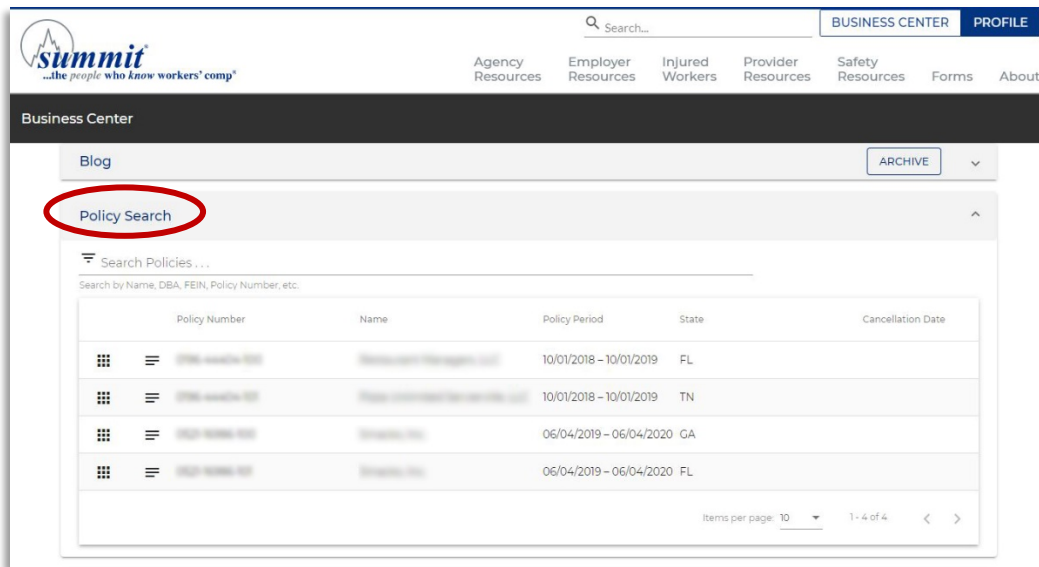 Search...
BUSINESS CENTER
PROFILE
summit
...the people who know workers' comp®
Agency Resources
Employer Resources
Injured Workers
Provider Resources
Safety Resources
Forms
About
Business Center
Blog
ARCHIVE
Policy Search
Search Policies . . .
Search by Name, DBA, FEIN, Policy Number, etc.
Policy Number Name Policy Period State Cancellation Date
10/01/2018 – 10/01/2019 FL
10/01/2018 – 10/01/2019 TN
06/04/2019 – 06/04/2020 GA
06/04/2019 – 06/04/2020 FL
Items per page: 10 1 - 4 of 4